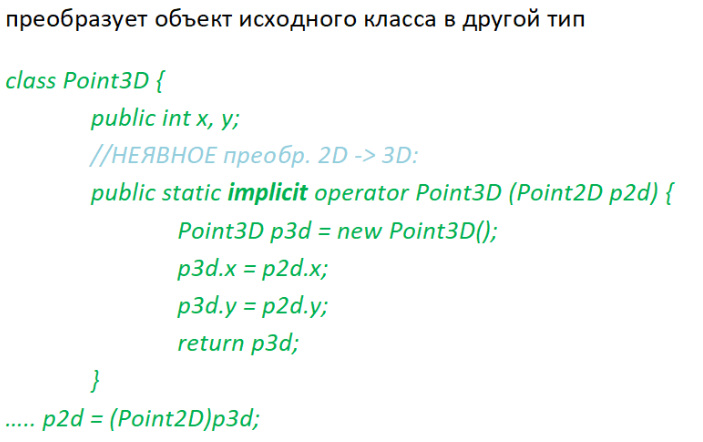 преобразует объект исходного класса в другой тип
class Point3D {
public int x, y;
//НЕЯВНОЕ преобр. 2D -> 3D:
public static implicit operator Point3D (Point2D p2d) {
Point3D p3d = new Point3D();
p3d.x = p2d.x;
p3d.y = p2d.y;
return p3d;
}
..... p2d = (Point2D)p3d;